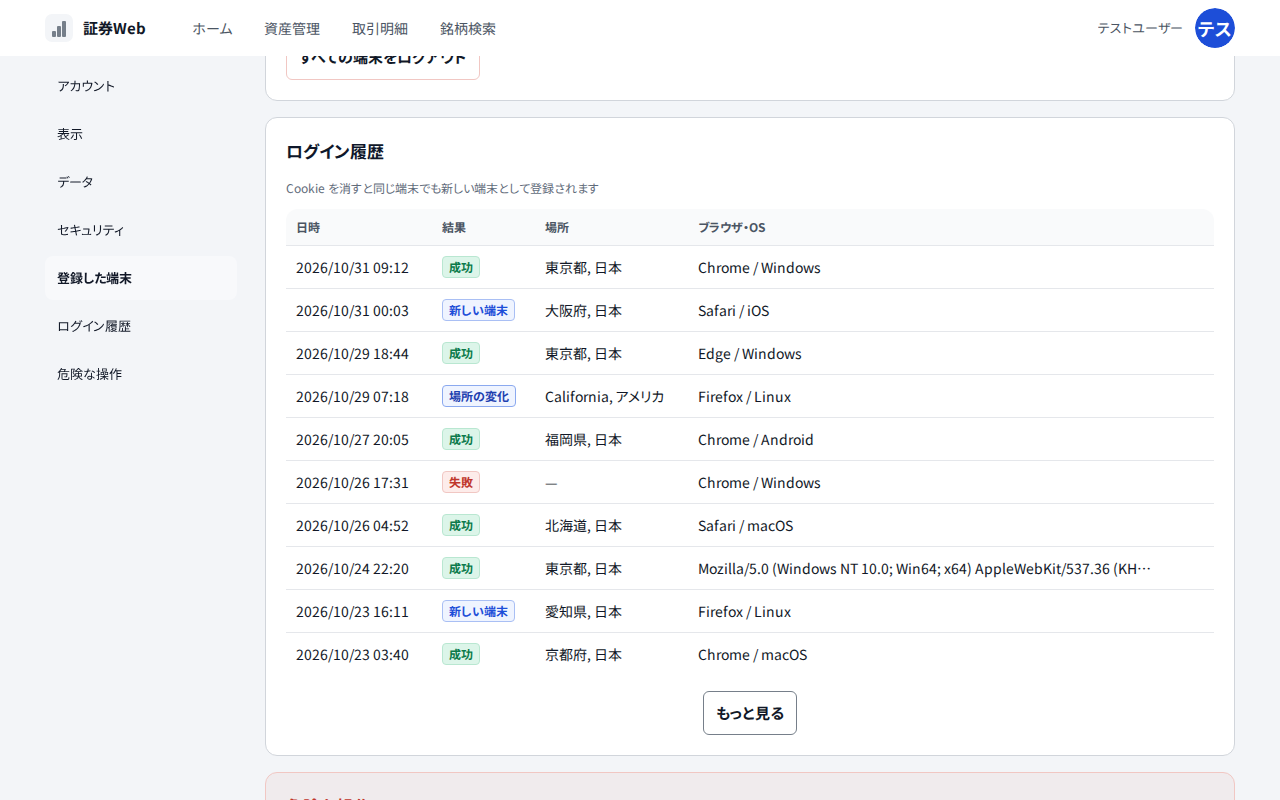 証券Web ホーム 資産管理 取引明細 銘柄検索 テストユーザー テス
すべての端末をログアウト
アカウント
表示
データ
セキュリティ
登録した端末
ログイン履歴
危険な操作
ログイン履歴
Cookie を消すと同じ端末でも新しい端末として登録されます
日時 結果 場所 ブラウザ・OS
2026/10/31 09:12 成功 東京都, 日本 Chrome / Windows
2026/10/31 00:03 新しい端末 大阪府, 日本 Safari / iOS
2026/10/29 18:44 成功 東京都, 日本 Edge / Windows
2026/10/29 07:18 場所の変化 California, アメリカ Firefox / Linux
2026/10/27 20:05 成功 福岡県, 日本 Chrome / Android
2026/10/26 17:31 失敗 — Chrome / Windows
2026/10/26 04:52 成功 北海道, 日本 Safari / macOS
2026/10/24 22:20 成功 東京都, 日本 Mozilla/5.0 (Windows NT 10.0; Win64; x64) AppleWebKit/537.36 (KH…
2026/10/23 16:11 新しい端末 愛知県, 日本 Firefox / Linux
2026/10/23 03:40 成功 京都府, 日本 Chrome / macOS
もっと見る